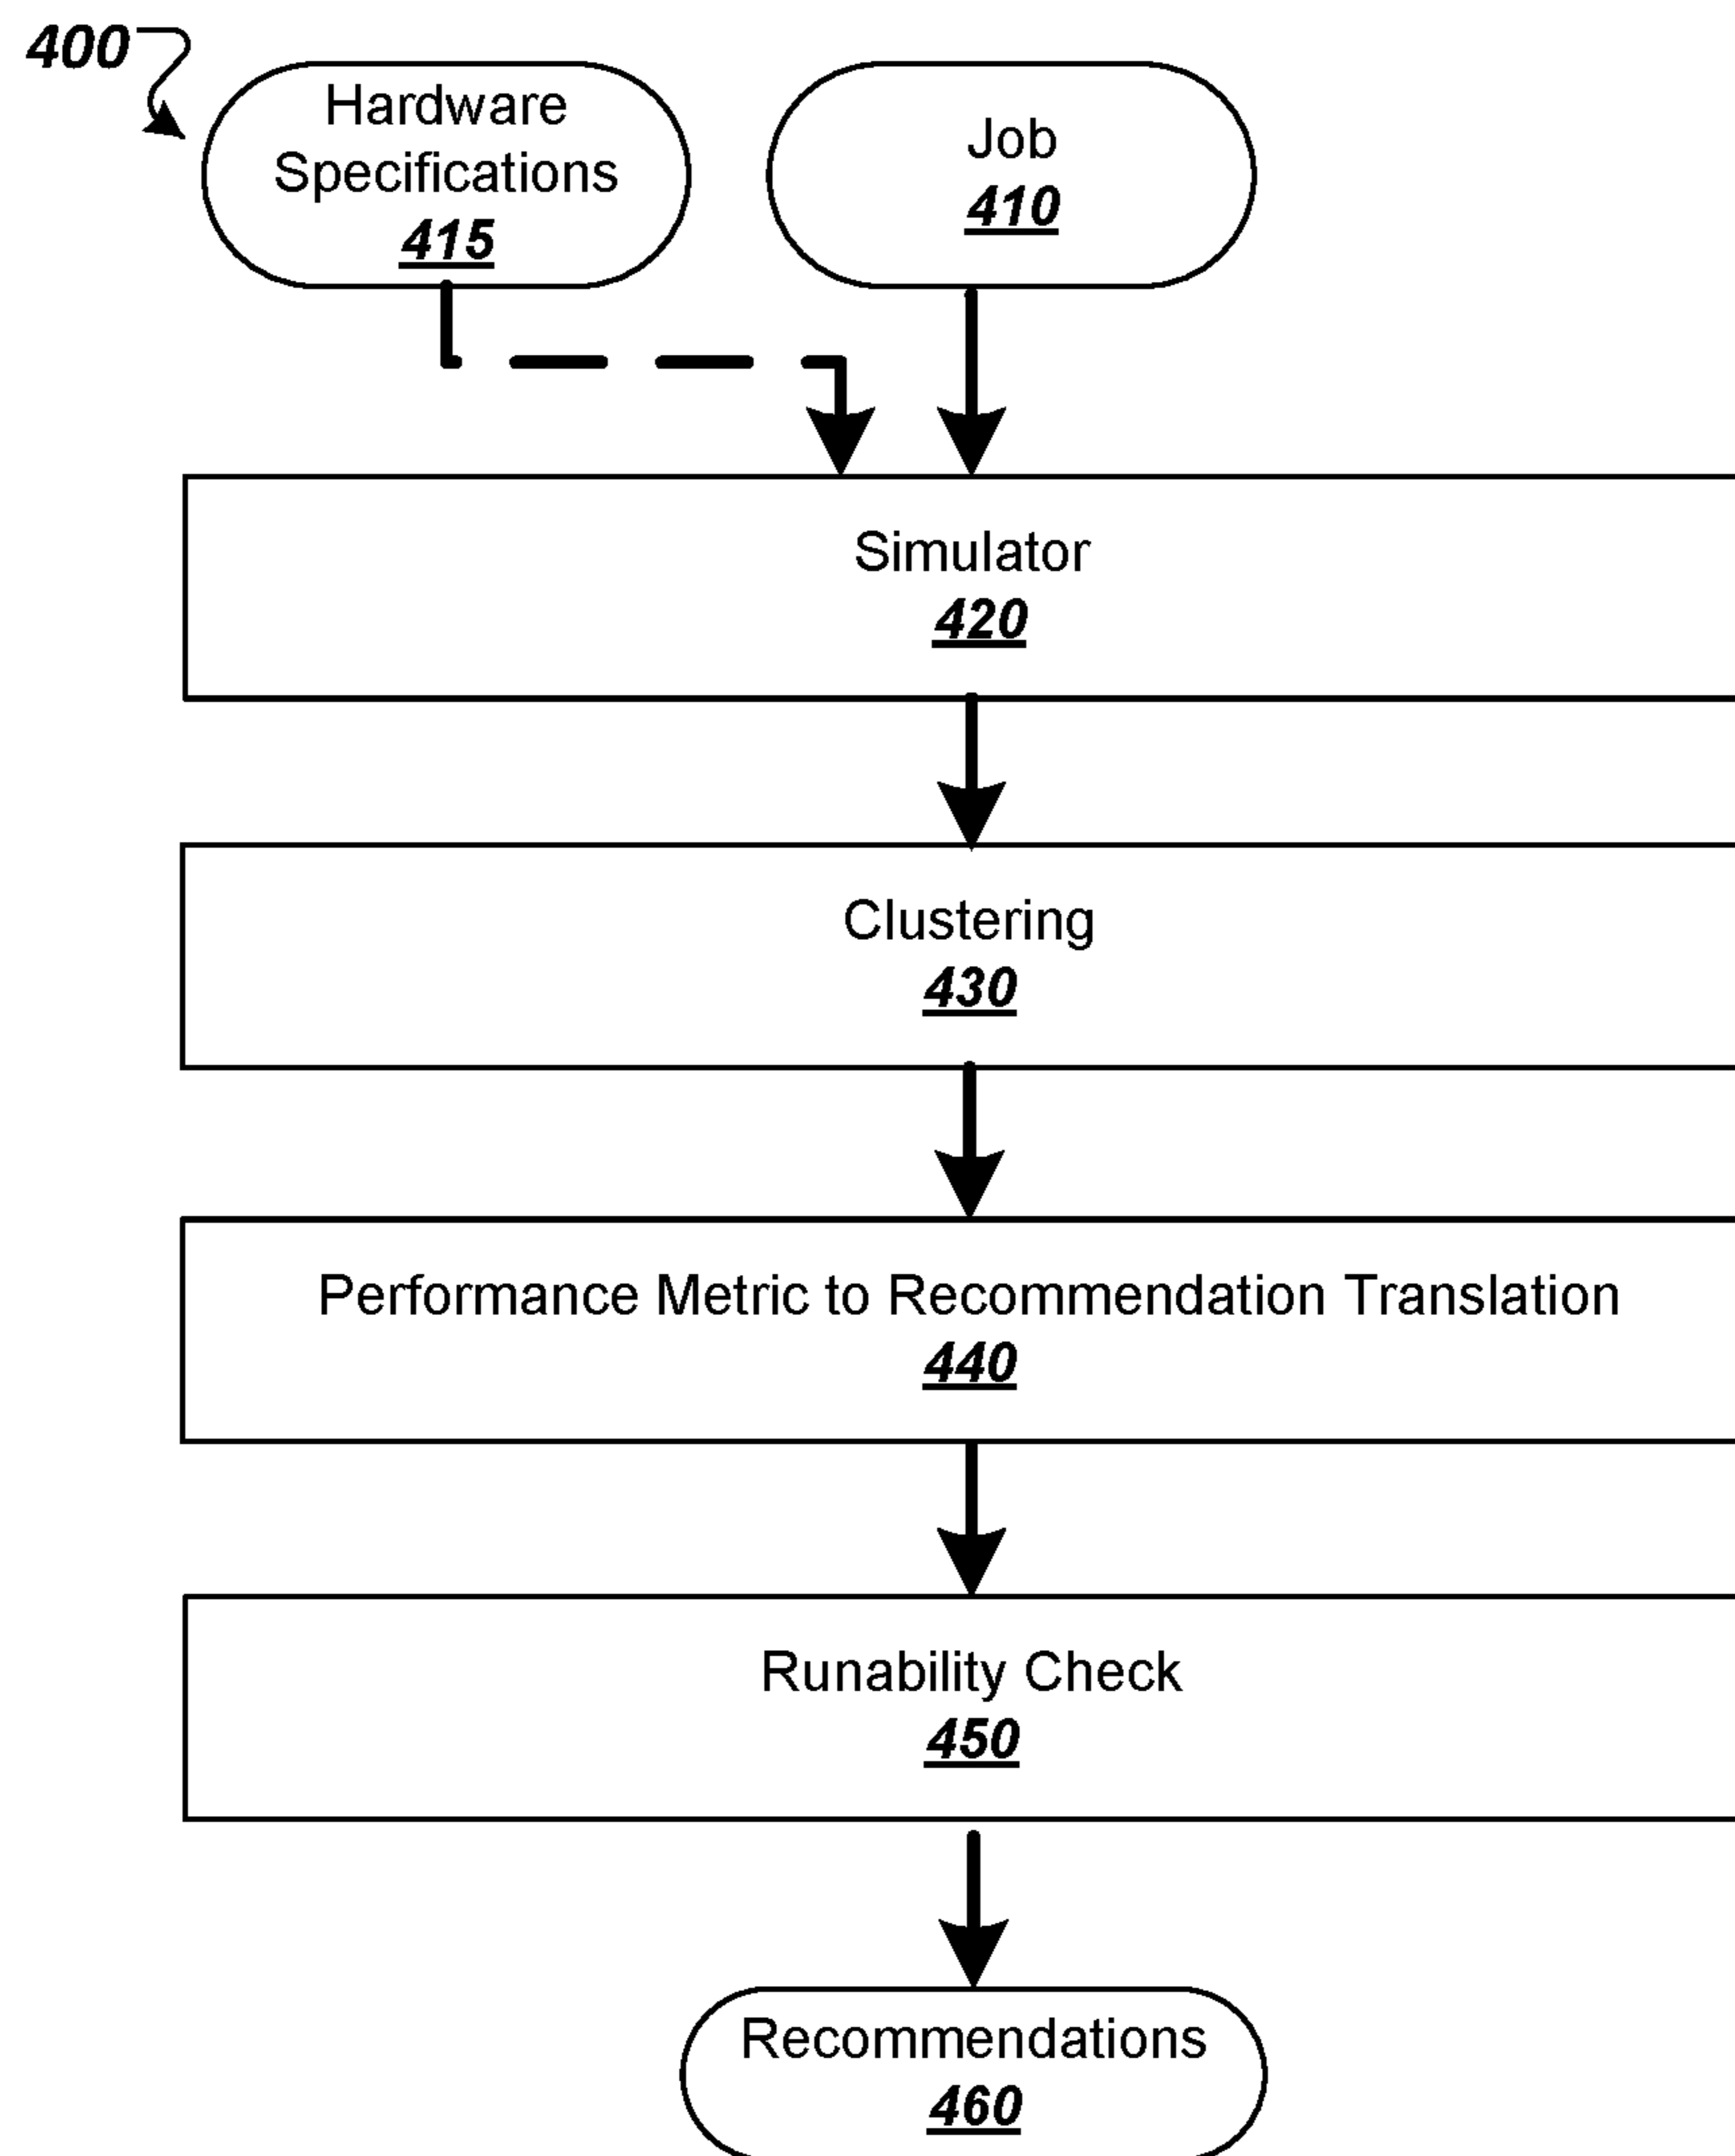 400
Hardware
Specifications
415
Job
410
Simulator
420
Clustering
430
Performance Metric to Recommendation Translation
440
Runability Check
450
Recommendations
460